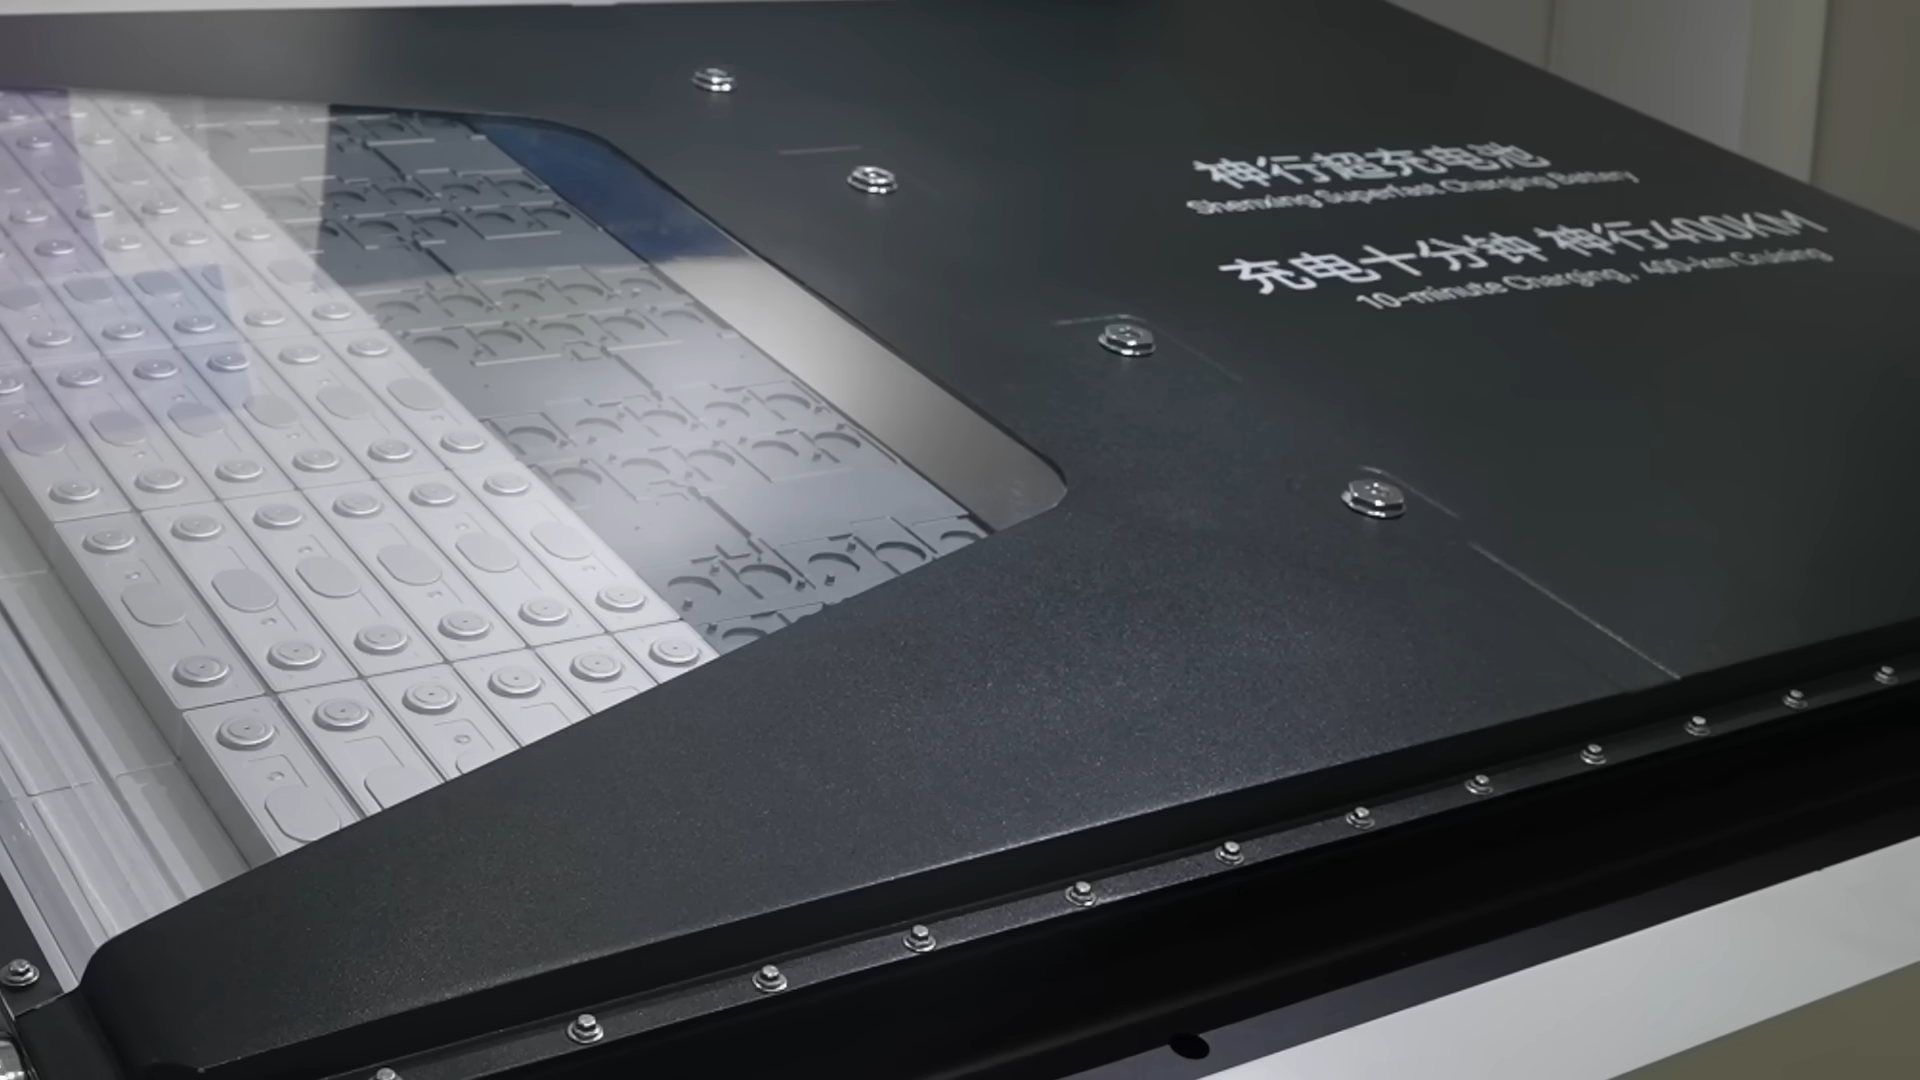 神行超充电池
Shenxing Superfast Charging Battery
充电十分钟 神行400KM
10-minute Charging, 400-km Cruising